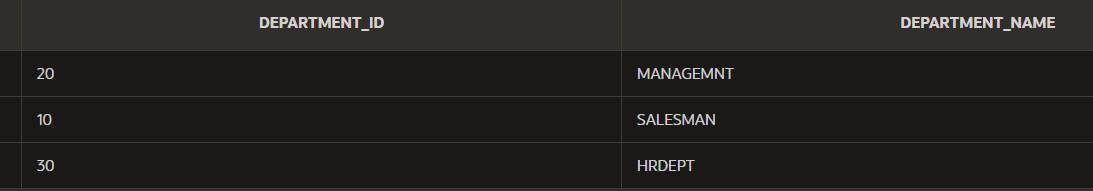 DEPARTMENT_ID DEPARTMENT_NAME
20 MANAGEMNT
10 SALESMAN
30 HRDEPT